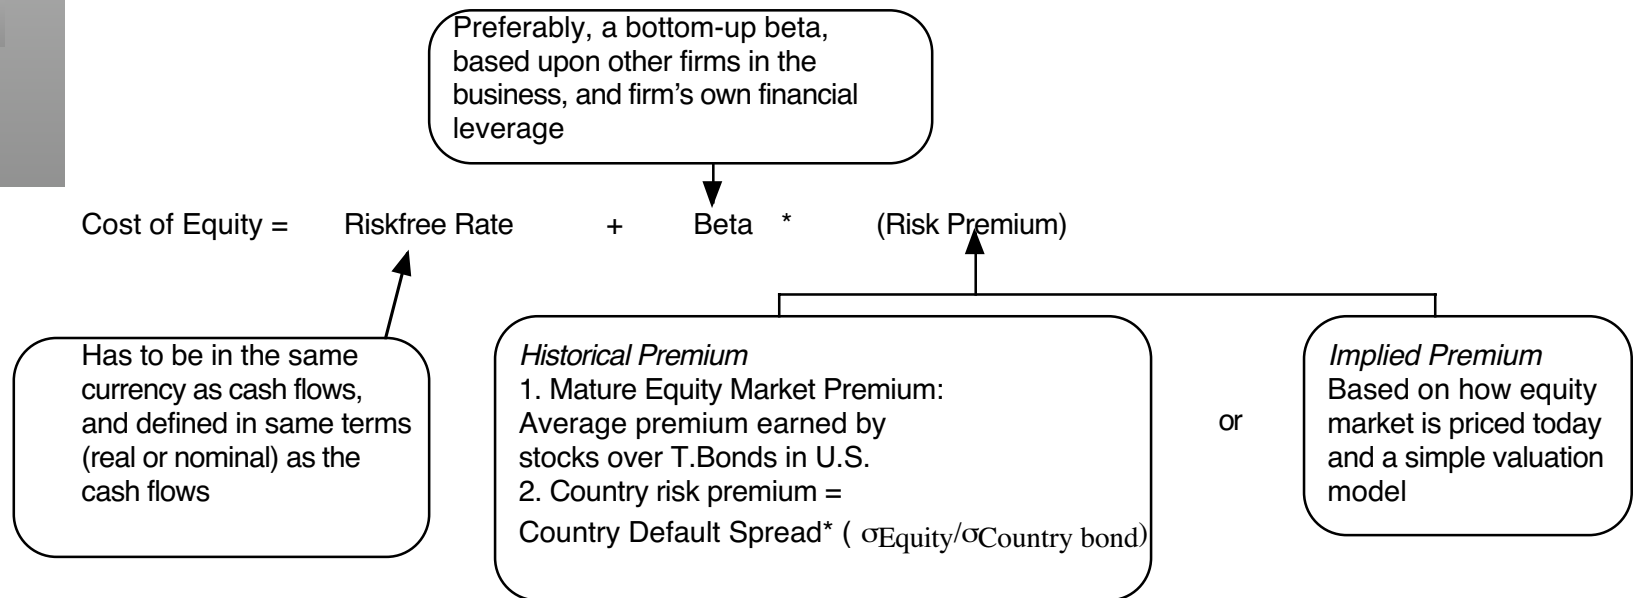 Preferably, a bottom-up beta,
based upon other firms in the
business, and firm's own financial
leverage
Cost of Equity = Riskfree Rate + Beta * (Risk Premium)
Has to be in the same
currency as cash flows,
and defined in same terms
(real or nominal) as the
cash flows
Historical Premium
1. Mature Equity Market Premium:
Average premium earned by
stocks over T.Bonds in U.S.
2. Country risk premium =
Country Default Spread* ( σEquity/σCountry bond)
or
Implied Premium
Based on how equity
market is priced today
and a simple valuation
model